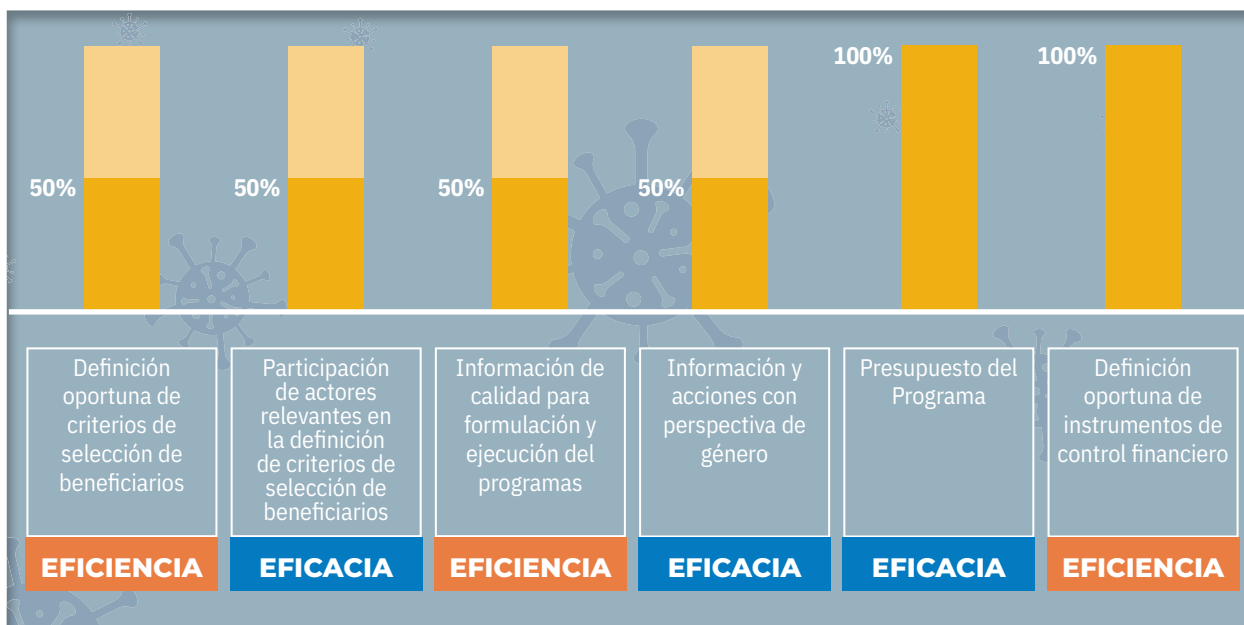 100%
100%
50%
50%
50%
50%
Definición
oportuna de
criterios de
selección de
beneficiarios
EFICIENCIA
Participación
de actores
relevantes en
la definición
de criterios de
selección de
beneficiarios
EFICACIA
Información de
calidad para
formulación y
ejecución del
programas
EFICIENCIA
Información y
acciones con
perspectiva de
género
EFICACIA
Presupuesto del
Programa
EFICACIA
Definición
oportuna de
instrumentos de
control financiero
EFICIENCIA